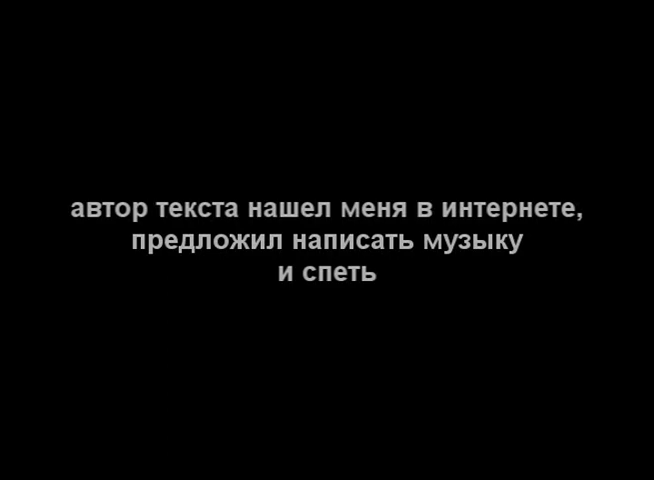 автор текста нашел меня в интернете,
предложил написать музыку
и спеть